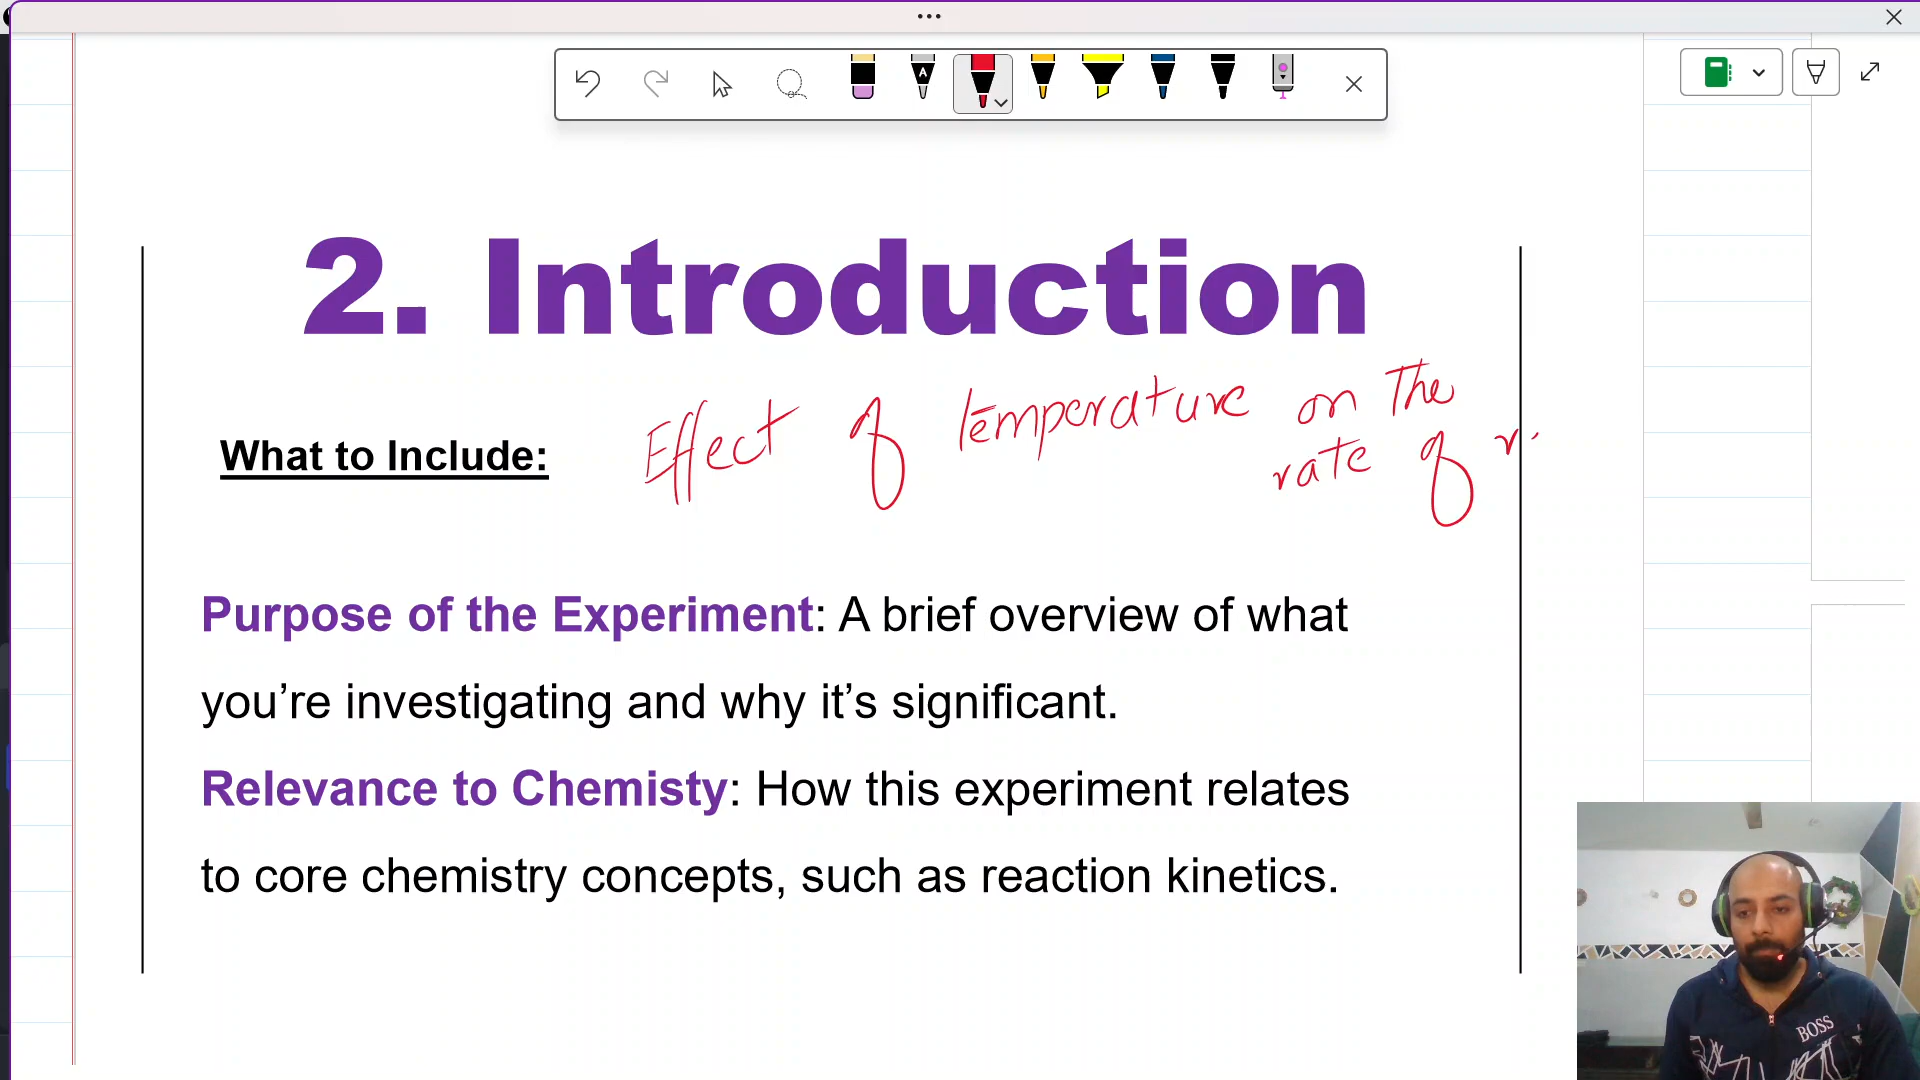 2. Introduction
Effect of temperature on The
What to Include:
rate of r
Purpose of the Experiment: A brief overview of what
you’re investigating and why it’s significant.
Relevance to Chemisty: How this experiment relates
to core chemistry concepts, such as reaction kinetics.
BOSS